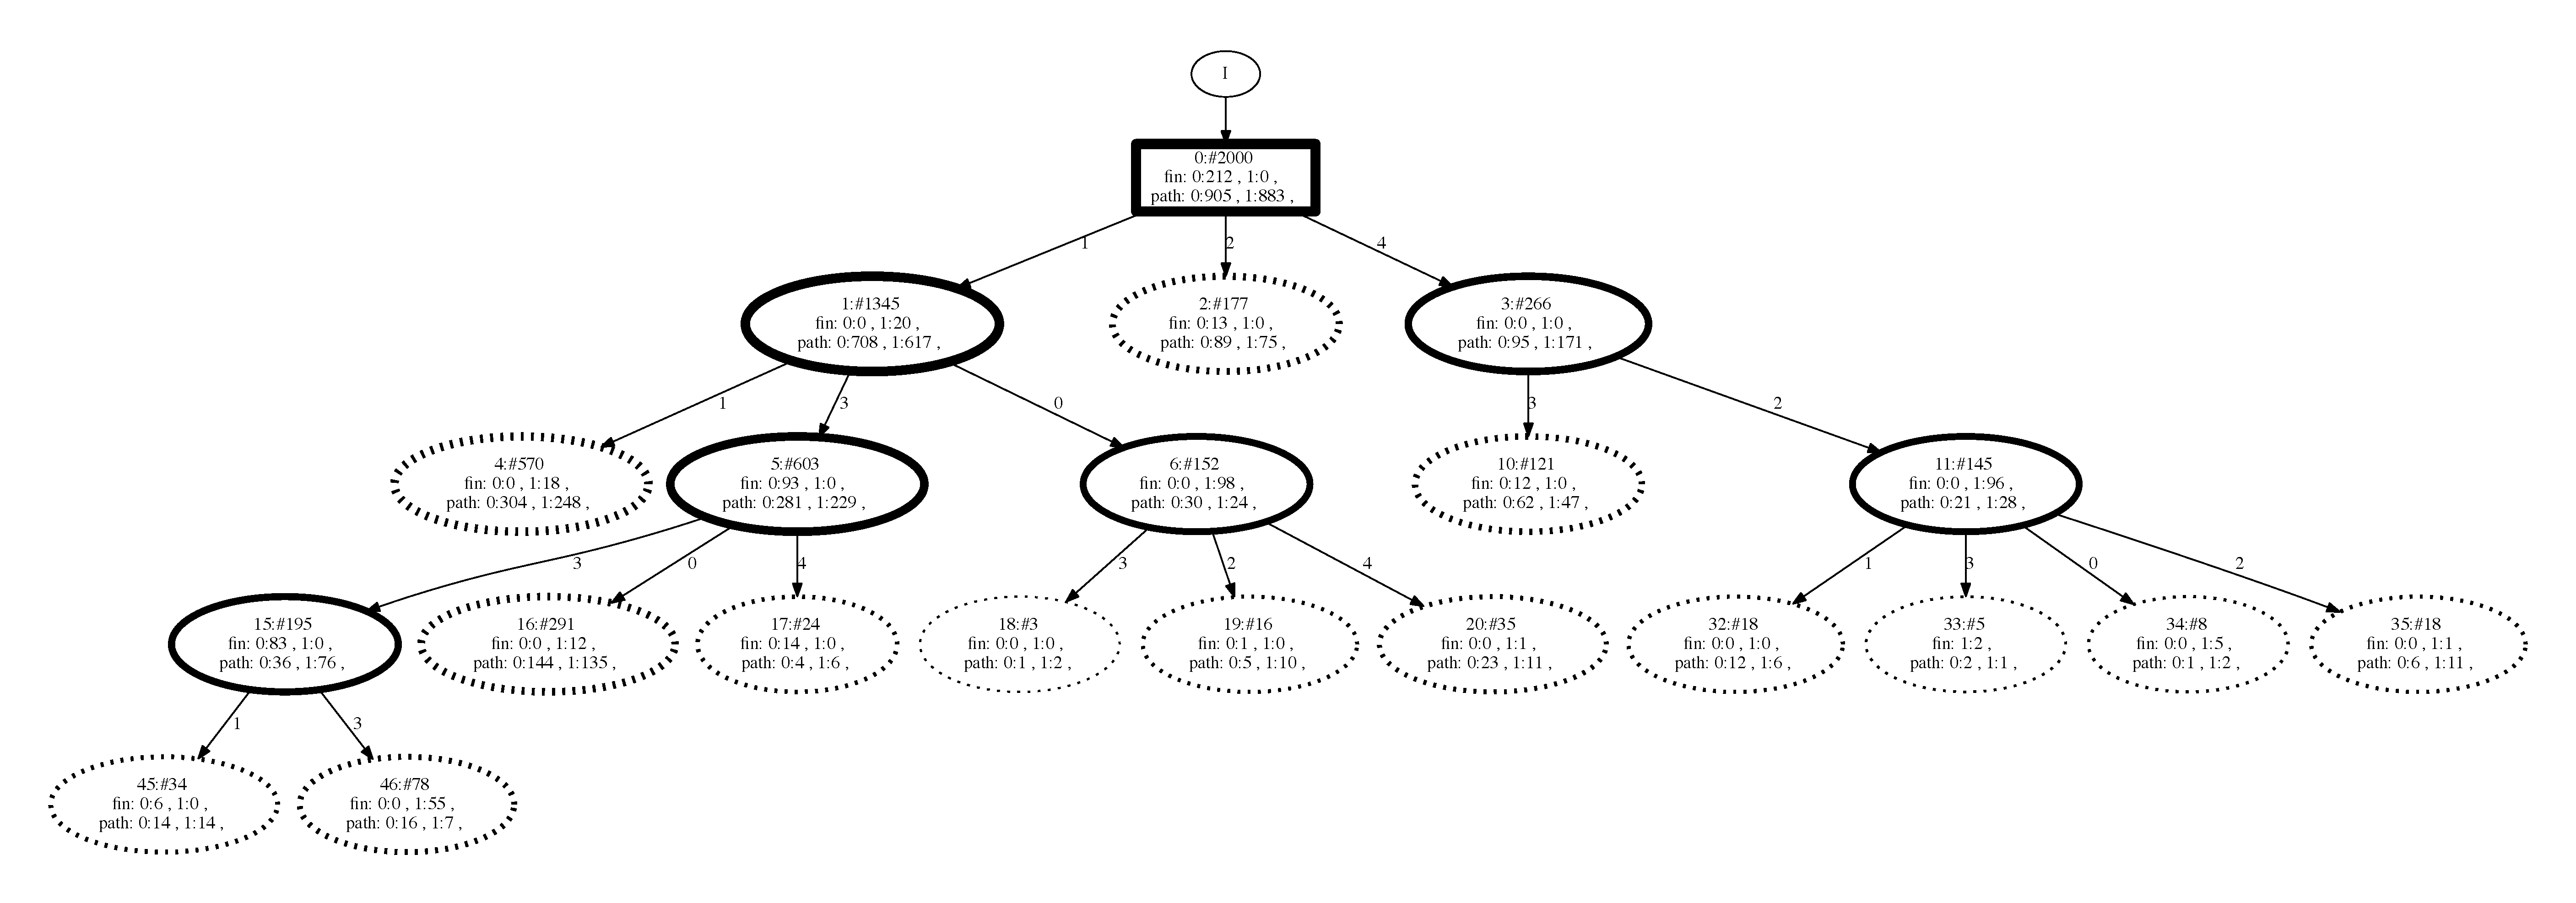 I
0:#2000
fin: 0:212 , 1:0 ,
path: 0:905 , 1:883 ,
1
2
4
1:#1345
fin: 0:0 , 1:20 ,
path: 0:708 , 1:617 ,
2:#177
fin: 0:13 , 1:0 ,
path: 0:89 , 1:75 ,
3:#266
fin: 0:0 , 1:0 ,
path: 0:95 , 1:171 ,
1
3
0
3
2
4:#570
fin: 0:0 , 1:18 ,
path: 0:304 , 1:248 ,
5:#603
fin: 0:93 , 1:0 ,
path: 0:281 , 1:229 ,
6:#152
fin: 0:0 , 1:98 ,
path: 0:30 , 1:24 ,
10:#121
fin: 0:12 , 1:0 ,
path: 0:62 , 1:47 ,
11:#145
fin: 0:0 , 1:96 ,
path: 0:21 , 1:28 ,
3
0
4
3
2
4
1
3
0
2
15:#195
fin: 0:83 , 1:0 ,
path: 0:36 , 1:76 ,
16:#291
fin: 0:0 , 1:12 ,
path: 0:144 , 1:135 ,
17:#24
fin: 0:14 , 1:0 ,
path: 0:4 , 1:6 ,
18:#3
fin: 0:0 , 1:0 ,
path: 0:1 , 1:2 ,
19:#16
fin: 0:1 , 1:0 ,
path: 0:5 , 1:10 ,
20:#35
fin: 0:0 , 1:1 ,
path: 0:23 , 1:11 ,
32:#18
fin: 0:0 , 1:0 ,
path: 0:12 , 1:6 ,
33:#5
fin: 1:2 ,
path: 0:2 , 1:1 ,
34:#8
fin: 0:0 , 1:5 ,
path: 0:1 , 1:2 ,
35:#18
fin: 0:0 , 1:1 ,
path: 0:6 , 1:11 ,
1
3
45:#34
fin: 0:6 , 1:0 ,
path: 0:14 , 1:14 ,
46:#78
fin: 0:0 , 1:55 ,
path: 0:16 , 1:7 ,